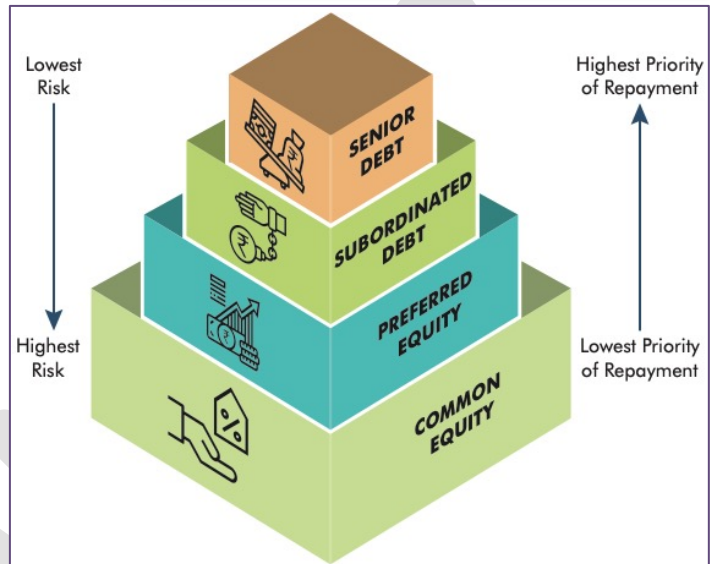 Lowest
Risk
Highest Priority
of Repayment
SENIOR
DEBT
SUBORDINATED
DEBT
₹
PREFERRED
EQUITY
₹
Highest
Risk
Lowest Priority
of Repayment
COMMON
EQUITY
%